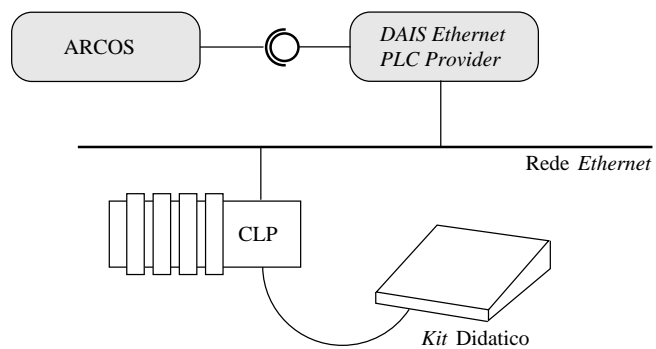 ARCOS
DAIS Ethernet
PLC Provider
Rede Ethernet
CLP
Kit Didatico